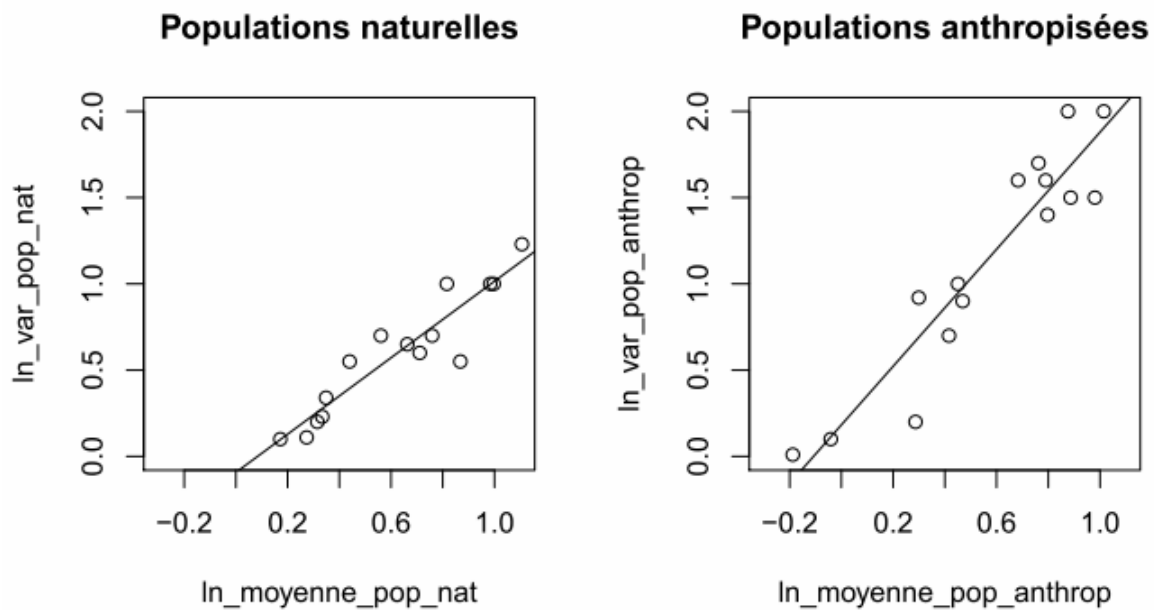 Populations naturelles
ln_var_pop_nat
2.0
1.5
1.0
0.5
0.0
−0.2 0.2 0.6 1.0
ln_moyenne_pop_nat
Populations anthropisées
ln_var_pop_anthrop
2.0
1.5
1.0
0.5
0.0
−0.2 0.2 0.6 1.0
ln_moyenne_pop_anthrop